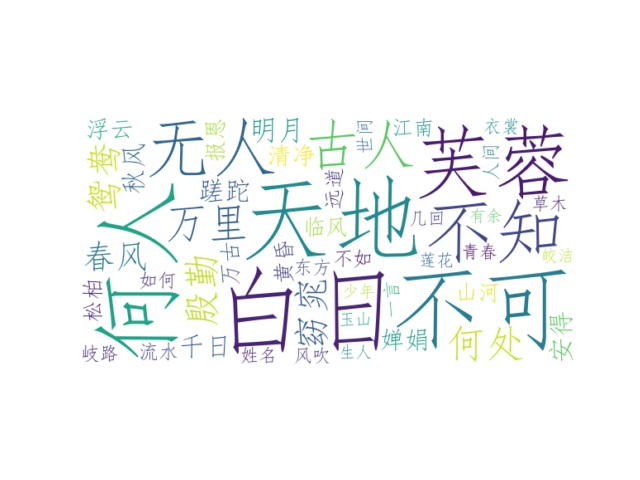 浮云
鸳鸯
秋风
无人
报恩
明月
清净
古人
世间
江南
芙蓉
衣裳
人间
何人
蹉跎
万里
天地
远道
临风
几回
不知
有余
草木
春风
万古
黄昏
东方
不如
莲花
青春
皎洁
松柏
如何
殷勤
白日
窈窕
少年
一言
不可
山河
玉山
安得
岐路
流水
千日
姓名
风吹
生人
婵娟
何处